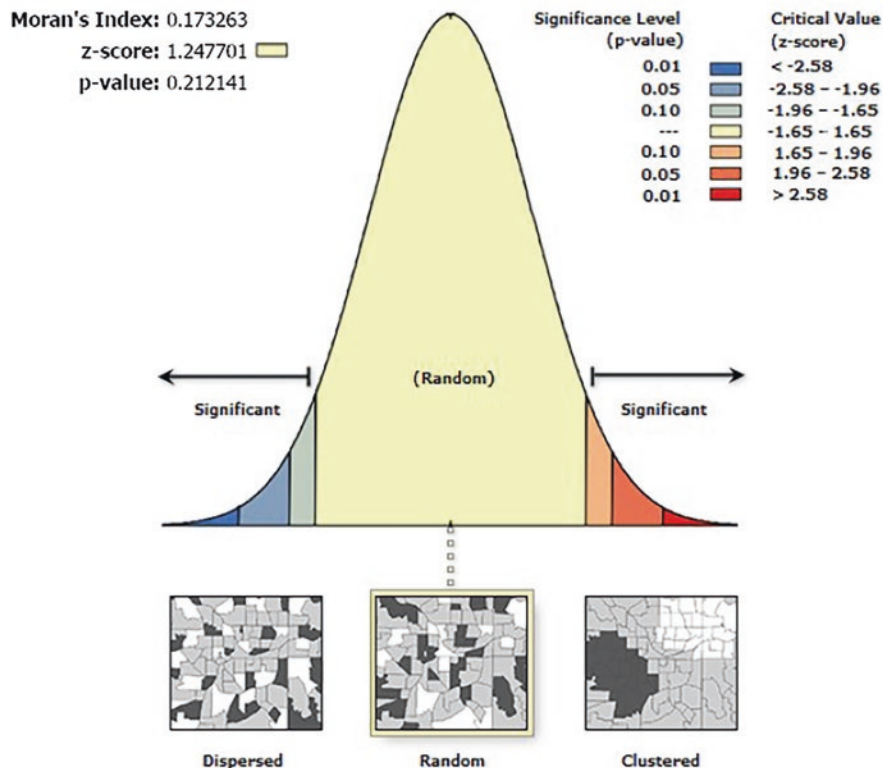 Moran's Index: 0.173263
z-score: 1.247701
p-value: 0.212141
Significance Level
(p-value)
Critical Value
(z-score)
0.01 < -2.58
0.05 -2.58 – -1.96
0.10 -1.96 – -1.65
--- -1.65 – 1.65
0.10 1.65 – 1.96
0.05 1.96 – 2.58
0.01 > 2.58
(Random)
Significant
Significant
Dispersed
Random
Clustered